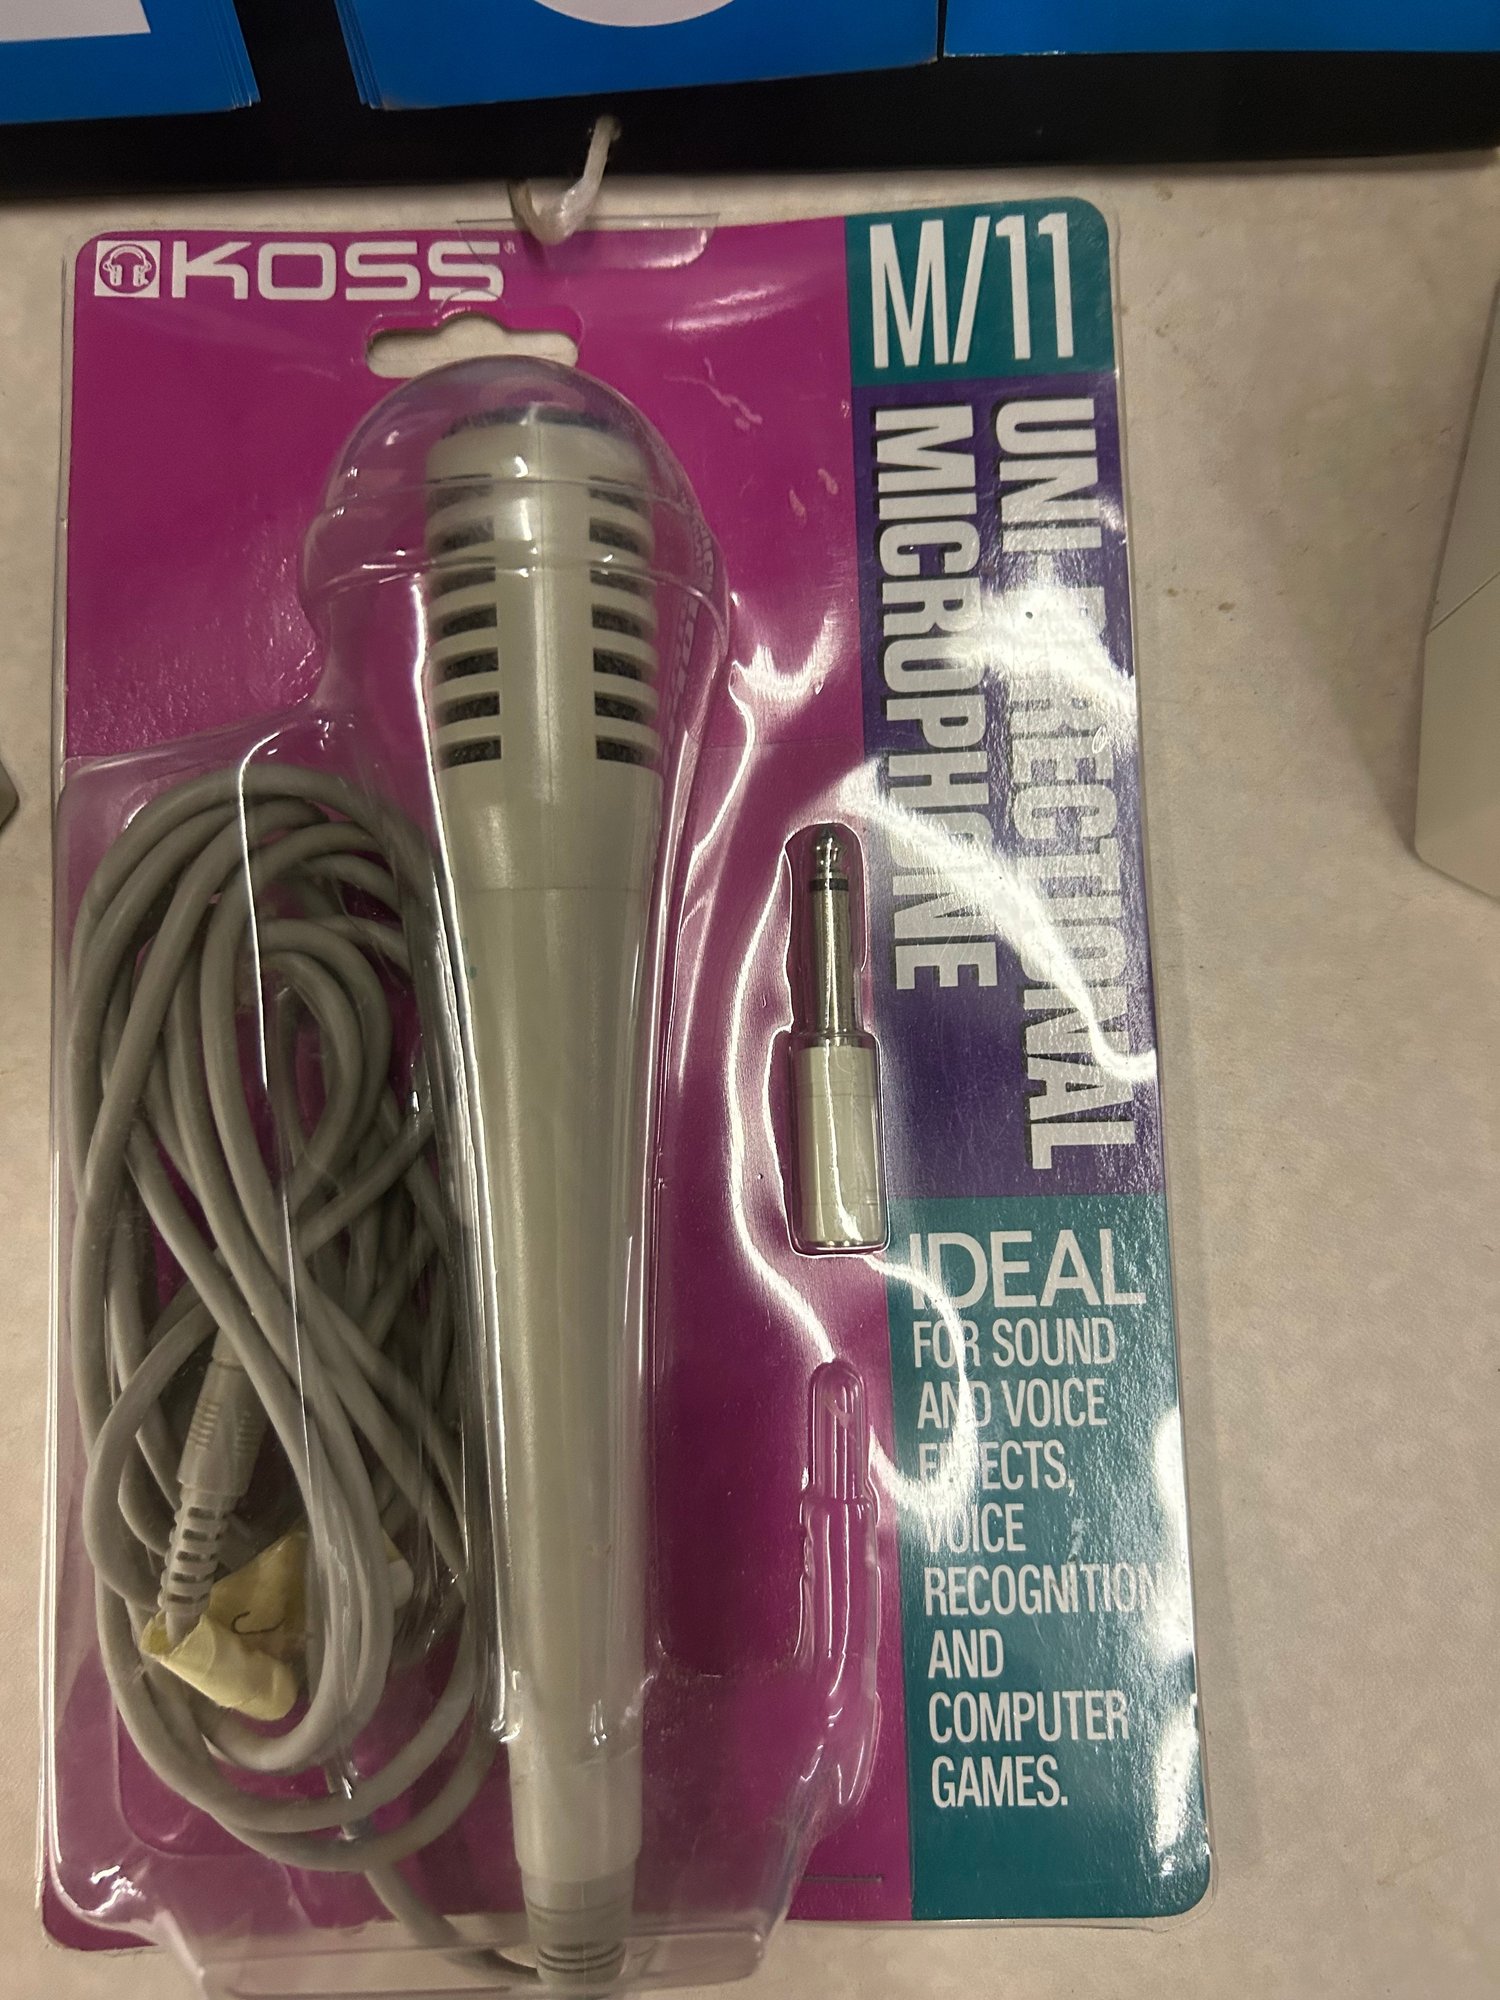 KOSS®
M/11
UNI DIRECTIONAL
MICROPHONE
IDEAL
FOR SOUND
AND VOICE
EFFECTS,
VOICE
RECOGNITION
AND
COMPUTER
GAMES.